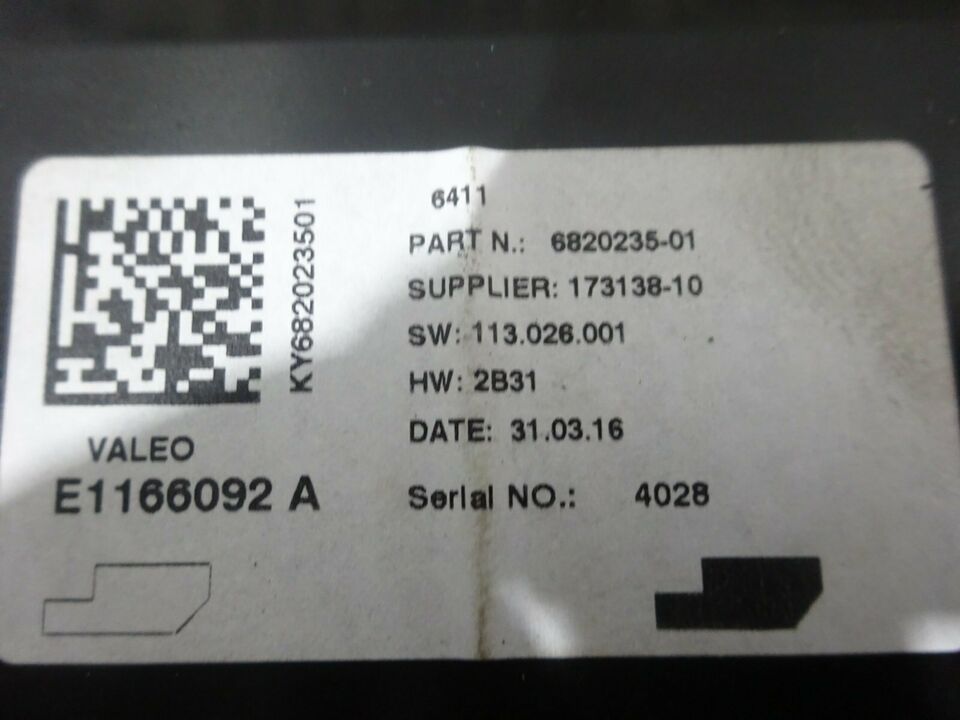 6411
PART N.: 6820235-01
SUPPLIER: 173138-10
SW: 113.026.001
HW: 2B31
DATE: 31.03.16
Serial NO.: 4028
KY682023501
VALEO
E1166092 A